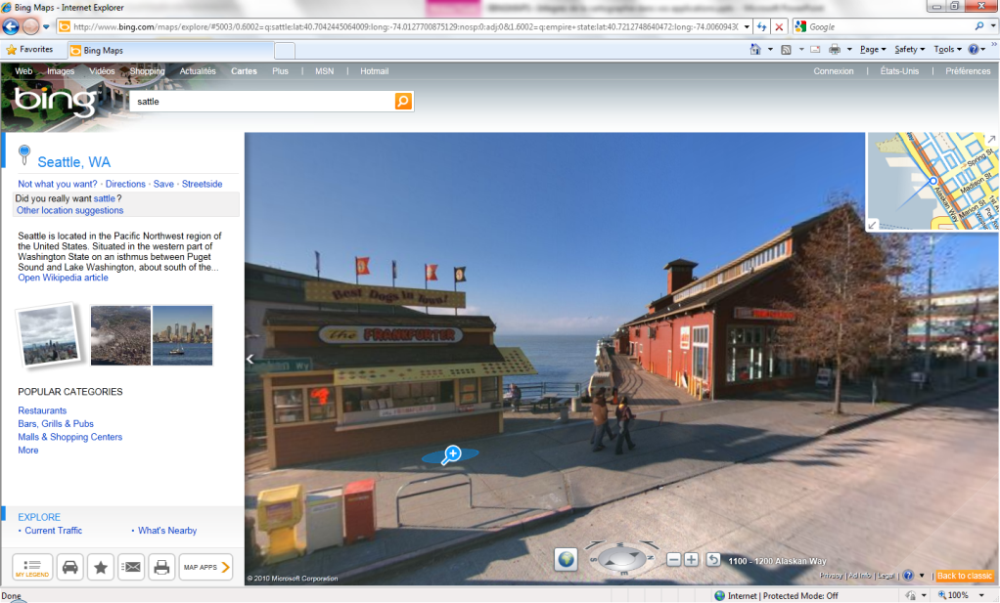 Bing Maps - Internet Explorer
http://www.bing.com/maps/explore/#5003/0.6002=q:sattle:lat:40.7042445064009:long:-74.0127700875129:nosp:0:adj:0&1.6002=q:empire+state:lat:40.7212748640472:long:-74.0060943(
Google
Favorites
Bing Maps
Page
Safety
Tools
Web Images Vidéos Shopping Actualités Cartes Plus | MSN | Hotmail
Connexion | États-Unis | Préférences
bing
sattle
Seattle, WA
Not what you want? · Directions · Save · Streetside
Did you really want sattle ?
Other location suggestions
Seattle is located in the Pacific Northwest region of
the United States. Situated in the western part of
Washington State on an isthmus between Puget
Sound and Lake Washington, about south of the...
Open Wikipedia article
POPULAR CATEGORIES
Restaurants
Bars, Grills & Pubs
Malls & Shopping Centers
More
EXPLORE
• Current Traffic
• What's Nearby
MY LEGEND
MAP APPS
Best Dogs in Town!
the FRANKFURTER
Spring St
Madison St
Marion St
Alaskan Way
© 2010 Microsoft Corporation
1100 - 1200 Alaskan Way
Privacy | Ad Info | Legal |
Back to classic
Done
Internet | Protected Mode: Off
100%